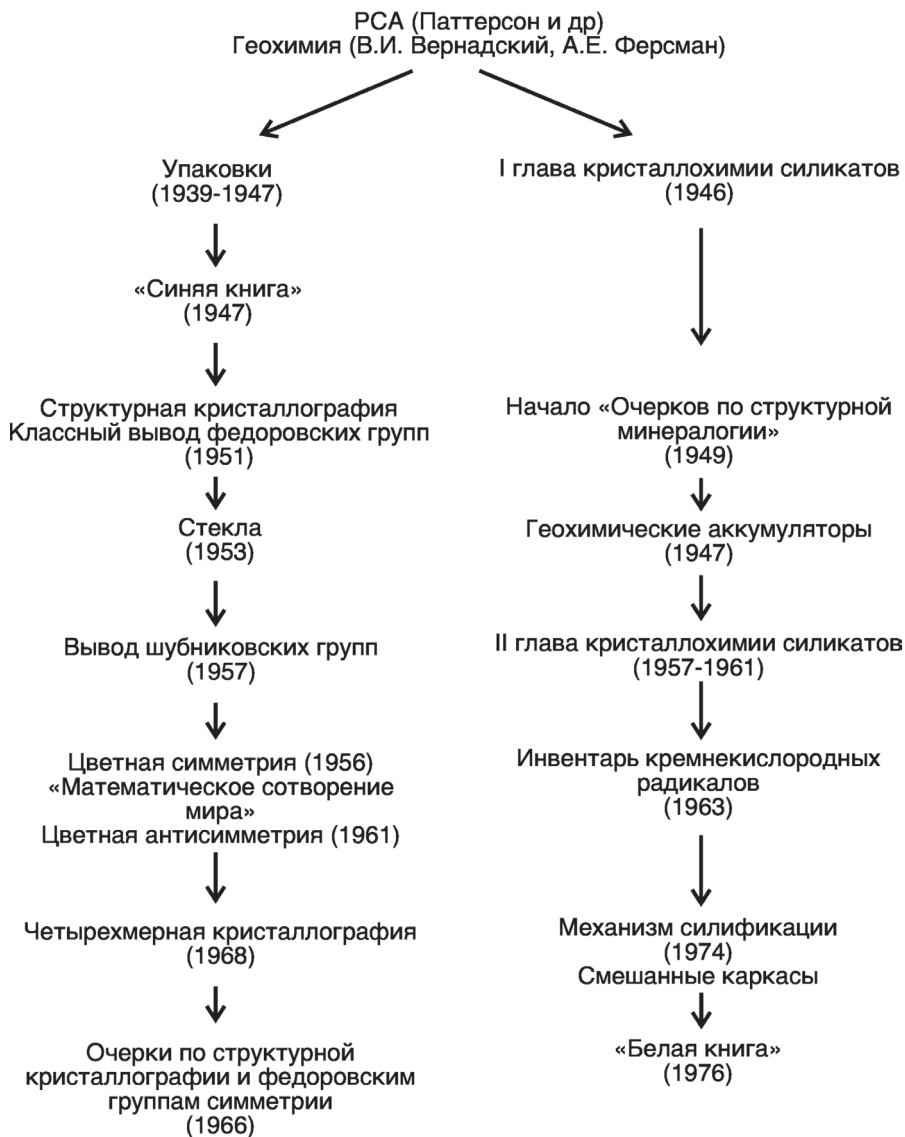 РСА (Паттерсон и др)
Геохимия (В.И. Вернадский, А.Е. Ферсман)
Упаковки
(1939-1947)
«Синяя книга»
(1947)
Структурная кристаллография
Классный вывод федоровских групп
(1951)
Стекла
(1953)
Вывод шубниковских групп
(1957)
Цветная симметрия (1956)
«Математическое сотворение
мира»
Цветная антисимметрия (1961)
Четырехмерная кристаллография
(1968)
Очерки по структурной
кристаллографии и федоровским
группам симметрии
(1966)
I глава кристаллохимии силикатов
(1946)
Начало «Очерков по структурной
минералогии»
(1949)
Геохимические аккумуляторы
(1947)
II глава кристаллохимии силикатов
(1957-1961)
Инвентарь кремнекислородных
радикалов
(1963)
Механизм силификации
(1974)
Смешанные каркасы
«Белая книга»
(1976)